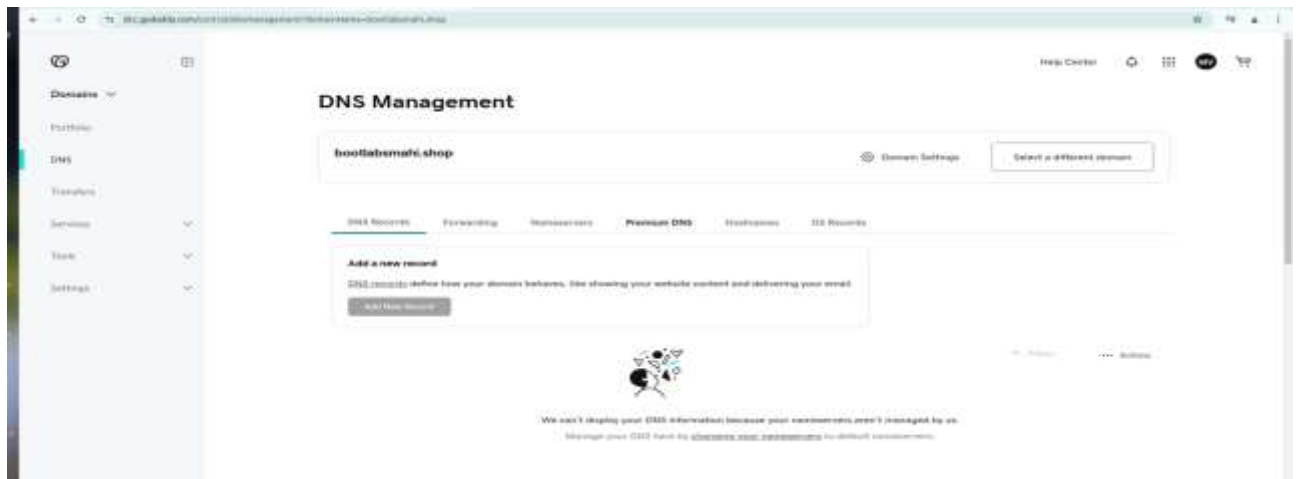 Help Center
Domains
DNS Management
Portfolio
bootlabsmahi.shop
Domain Settings
Select a different domain
DNS
Transfers
Services
DNS Records Forwarding Nameservers Premium DNS Hostnames DS Records
Tools
Add a new record
DNS records define how your domain behaves, like showing your website content and delivering your email.
Settings
Add New Record
Actions
We can't display your DNS information because your nameservers aren't managed by us.
Manage your DNS here by changing your nameservers to default nameservers.